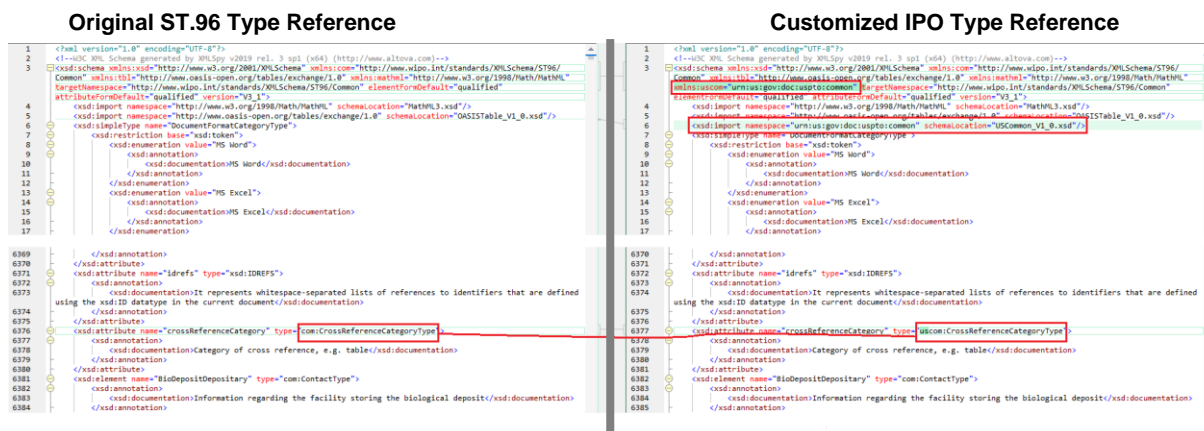 Original ST.96 Type Reference
1 <?xml version="1.0" encoding="UTF-8"?>
2 <!--W3C XML Schema generated by XMLSpy v2019 rel. 3 sp1 (x64) (http://www.altova.com)-->
3 <xsd:schema xmlns:xsd="http://www.w3.org/2001/XMLSchema" xmlns:com="http://www.wipo.int/standards/XMLSchema/ST96/
Common" xmlns:tbl="http://www.oasis-open.org/tables/exchange/1.0" xmlns:mathml="http://www.w3.org/1998/Math/MathML"
targetNamespace="http://www.wipo.int/standards/XMLSchema/ST96/Common" elementFormDefault="qualified"
attributeFormDefault="qualified" version="V3_1">
4 <xsd:import namespace="http://www.w3.org/1998/Math/MathML" schemaLocation="MathML3.xsd"/>
5 <xsd:import namespace="http://www.oasis-open.org/tables/exchange/1.0" schemaLocation="OASISTable_V1_0.xsd"/>
6 <xsd:simpleType name="DocumentFormatCategoryType">
7 <xsd:restriction base="xsd:token">
8 <xsd:enumeration value="MS Word">
9 <xsd:annotation>
10 <xsd:documentation>MS Word</xsd:documentation>
11 </xsd:annotation>
12 </xsd:enumeration>
13 <xsd:enumeration value="MS Excel">
14 <xsd:annotation>
15 <xsd:documentation>MS Excel</xsd:documentation>
16 </xsd:annotation>
17 </xsd:enumeration>
6369 </xsd:annotation>
6370 </xsd:attribute>
6371 <xsd:attribute name="idrefs" type="xsd:IDREFS">
6372 <xsd:annotation>
6373 <xsd:documentation>It represents whitespace-separated lists of references to identifiers that are defined
using the xsd:ID datatype in the current document</xsd:documentation>
6374 </xsd:annotation>
6375 </xsd:attribute>
6376 <xsd:attribute name="crossReferenceCategory" type="com:CrossReferenceCategoryType">
6377 <xsd:annotation>
6378 <xsd:documentation>Category of cross reference, e.g. table</xsd:documentation>
6379 </xsd:annotation>
6380 </xsd:attribute>
6381 <xsd:element name="BioDepositDepositary" type="com:ContactType">
6382 <xsd:annotation>
6383 <xsd:documentation>Information regarding the facility storing the biological deposit</xsd:documentation>
6384 </xsd:annotation>
Customized IPO Type Reference
1 <?xml version="1.0" encoding="UTF-8"?>
2 <!--W3C XML Schema generated by XMLSpy v2019 rel. 3 sp1 (x64) (http://www.altova.com)-->
3 <xsd:schema xmlns:xsd="http://www.w3.org/2001/XMLSchema" xmlns:com="http://www.wipo.int/standards/XMLSchema/ST96/
Common" xmlns:tbl="http://www.oasis-open.org/tables/exchange/1.0" xmlns:mathml="http://www.w3.org/1998/Math/MathML"
xmlns:uscom="urn:us:gov:doc:uspto:common" targetNamespace="http://www.wipo.int/standards/XMLSchema/ST96/Common"
elementFormDefault="qualified" attributeFormDefault="qualified" version="V3_1">
4 <xsd:import namespace="http://www.w3.org/1998/Math/MathML" schemaLocation="MathML3.xsd"/>
5 <xsd:import namespace="http://www.oasis-open.org/tables/exchange/1.0" schemaLocation="OASISTable_V1_0.xsd"/>
6 <xsd:import namespace="urn:us:gov:doc:uspto:common" schemaLocation="USCommon_V1_0.xsd"/>
7 <xsd:simpleType name="DocumentFormatCategoryType">
8 <xsd:restriction base="xsd:token">
9 <xsd:enumeration value="MS Word">
10 <xsd:annotation>
11 <xsd:documentation>MS Word</xsd:documentation>
12 </xsd:annotation>
13 </xsd:enumeration>
14 <xsd:enumeration value="MS Excel">
15 <xsd:annotation>
16 <xsd:documentation>MS Excel</xsd:documentation>
17 </xsd:annotation>
</xsd:enumeration>
6370 </xsd:annotation>
6371 </xsd:attribute>
6372 <xsd:attribute name="idrefs" type="xsd:IDREFS">
6373 <xsd:annotation>
6374 <xsd:documentation>It represents whitespace-separated lists of references to identifiers that are defined
using the xsd:ID datatype in the current document</xsd:documentation>
6375 </xsd:annotation>
6376 </xsd:attribute>
6377 <xsd:attribute name="crossReferenceCategory" type="uscom:CrossReferenceCategoryType">
6378 <xsd:annotation>
6379 <xsd:documentation>Category of cross reference, e.g. table</xsd:documentation>
6380 </xsd:annotation>
6381 </xsd:attribute>
6382 <xsd:element name="BioDepositDepositary" type="com:ContactType">
6383 <xsd:annotation>
6384 <xsd:documentation>Information regarding the facility storing the biological deposit</xsd:documentation>
6385 </xsd:annotation>